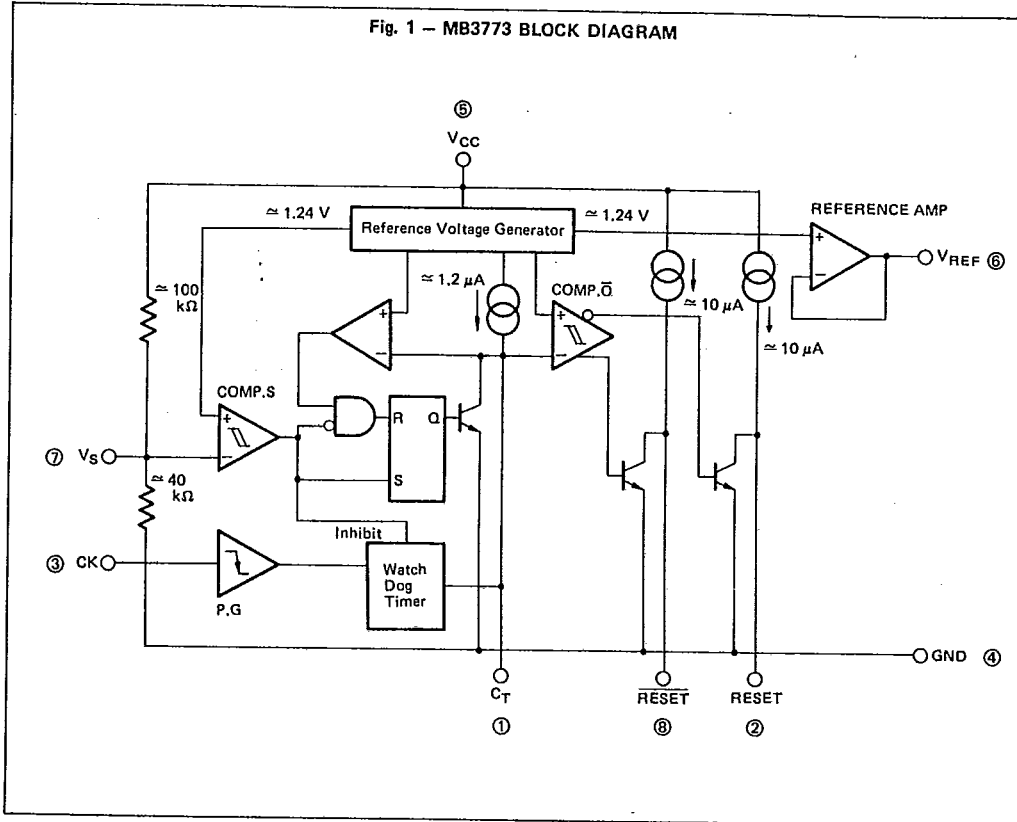 Fig. 1 – MB3773 BLOCK DIAGRAM
⑤
VCC
≃ 1.24 V
Reference Voltage Generator
≃ 1.24 V
REFERENCE AMP
+
−
VREF ⑥
≃ 100 kΩ
≃ 1.2 μA
COMP.Q̅
≃ 10 μA
≃ 10 μA
+
−
+
−
COMP.S
+
−
R Q
S
⑦ VS
≃ 40 kΩ
Inhibit
③ CK
P.G
Watch
Dog
Timer
GND ④
CT
R̅E̅S̅E̅T̅
RESET
①
⑧
②